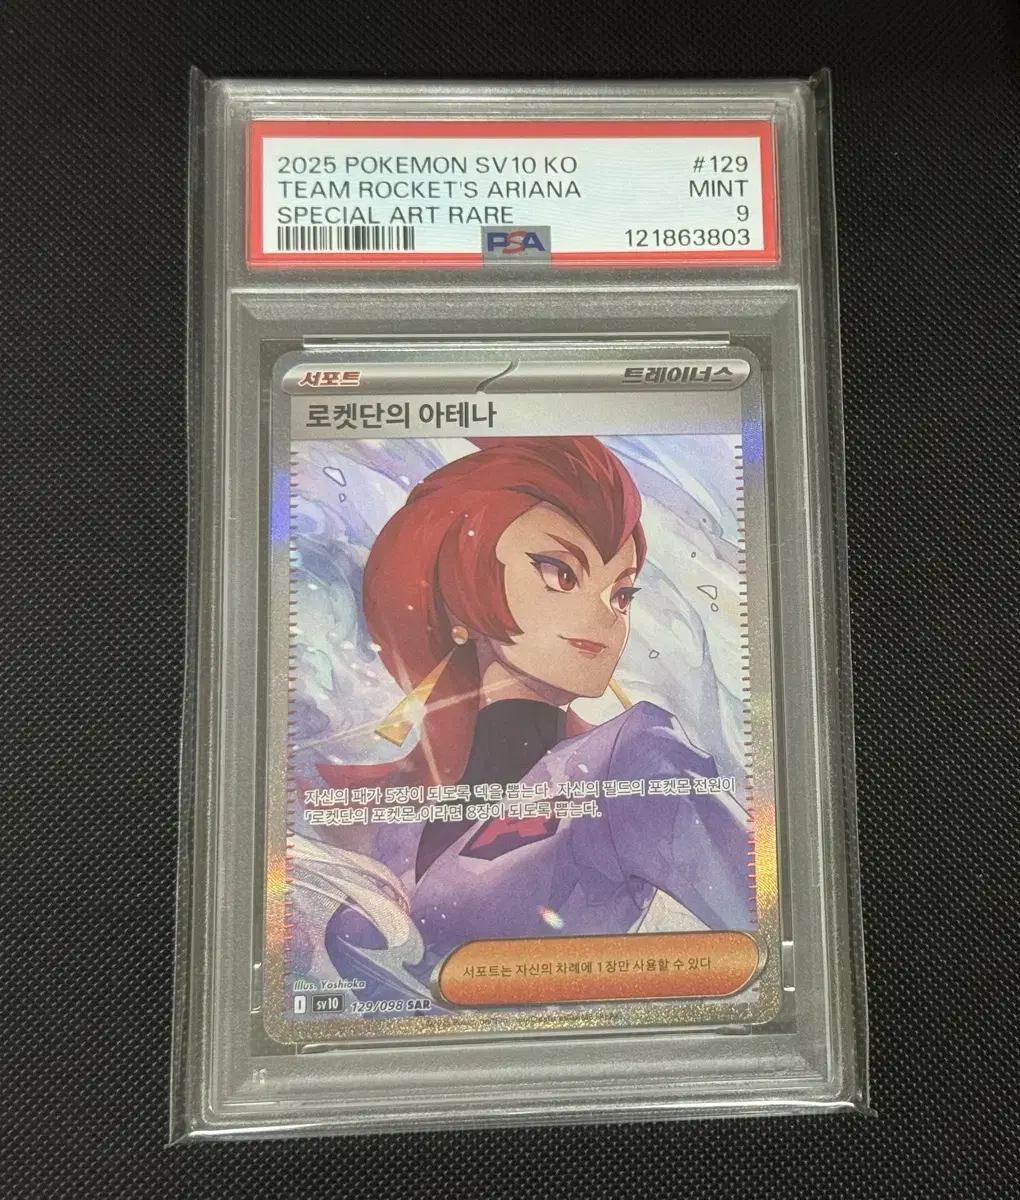 2025 POKEMON SV10 KO #129
TEAM ROCKET'S ARIANA MINT
SPECIAL ART RARE 9
PSA 121863803
서포트 트레이너스
로켓단의 아테나
자신의 패가 5장이 되도록 덱을 뽑는다. 자신의 필드의 포켓몬 전원이
「로켓단의 포켓몬」이라면 8장이 되도록 뽑는다.
서포트는 자신의 차례에 1장만 사용할 수 있다
Illus. Yoshioka
I sv10 129/098 SAR